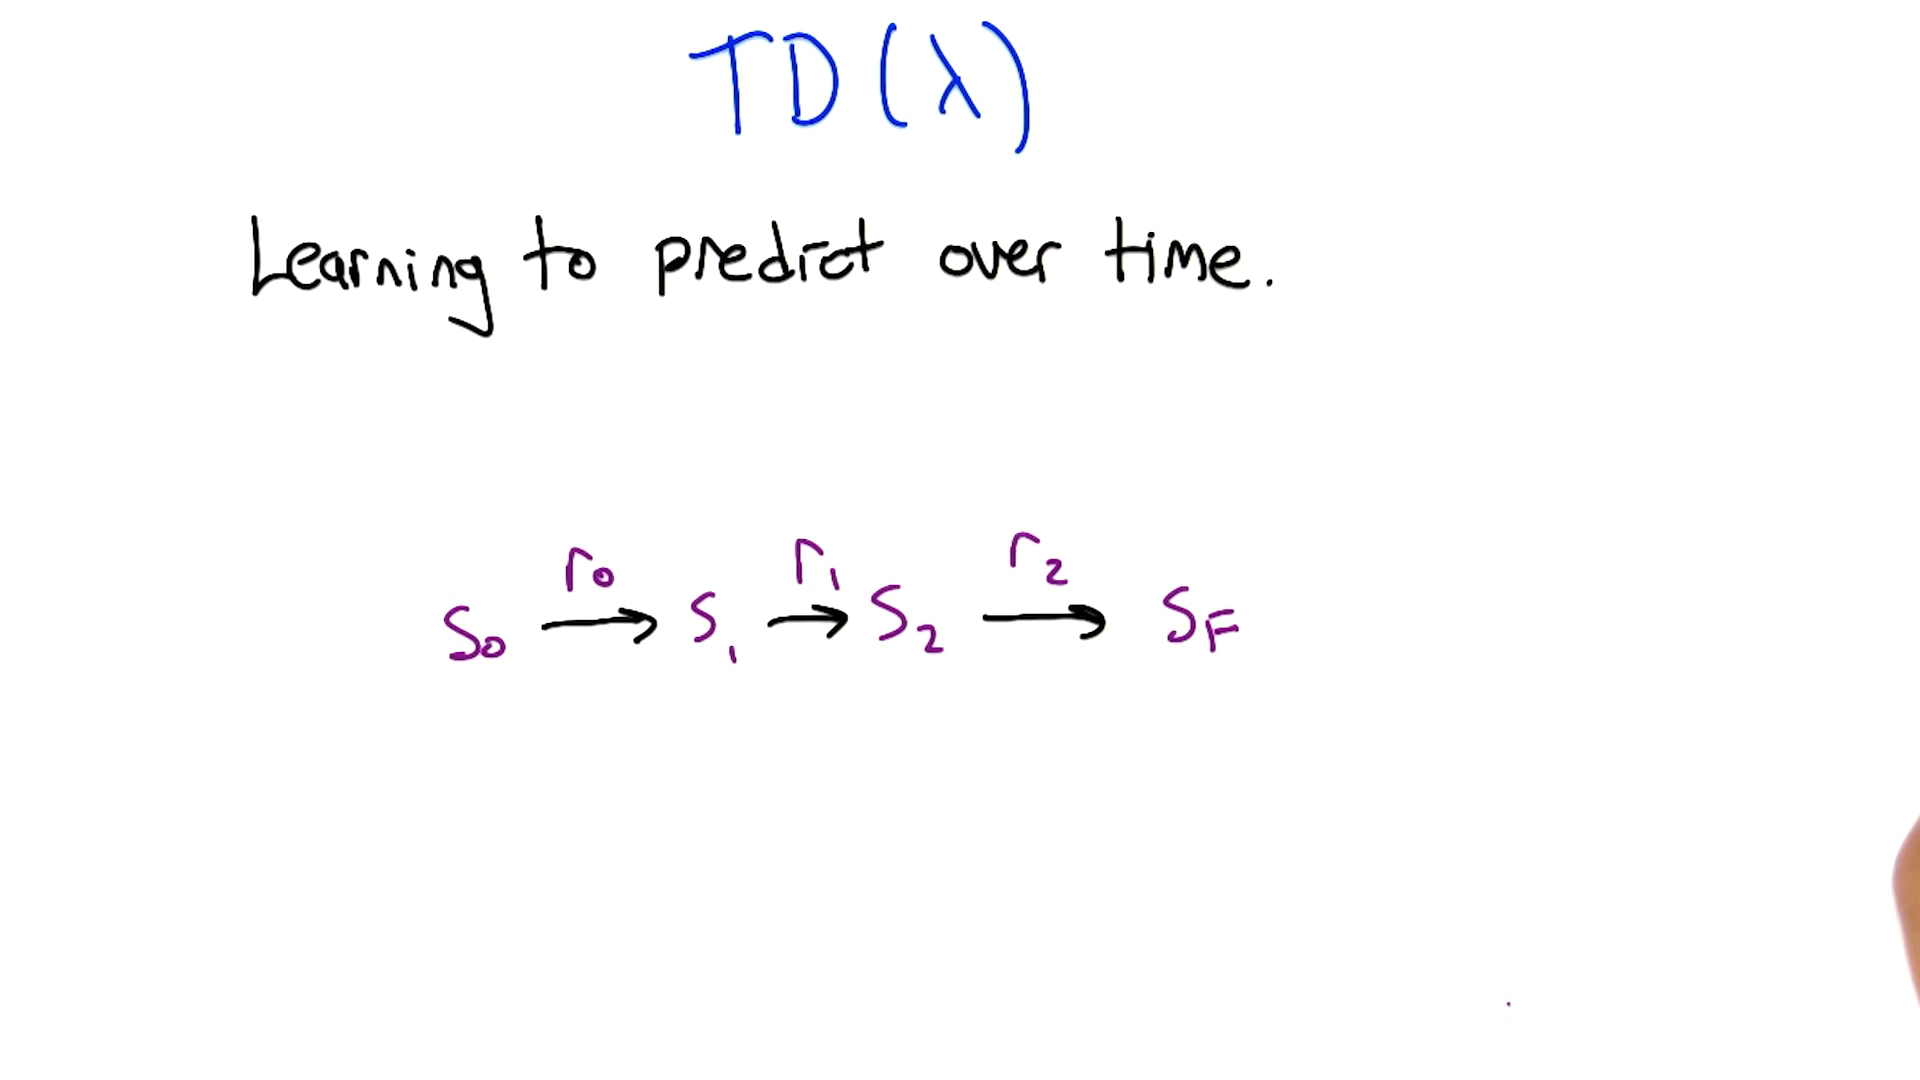 TD(λ)
Learning to predict over time.
r₀ r₁ r₂
S₀ → S₁ → S₂ → S_F